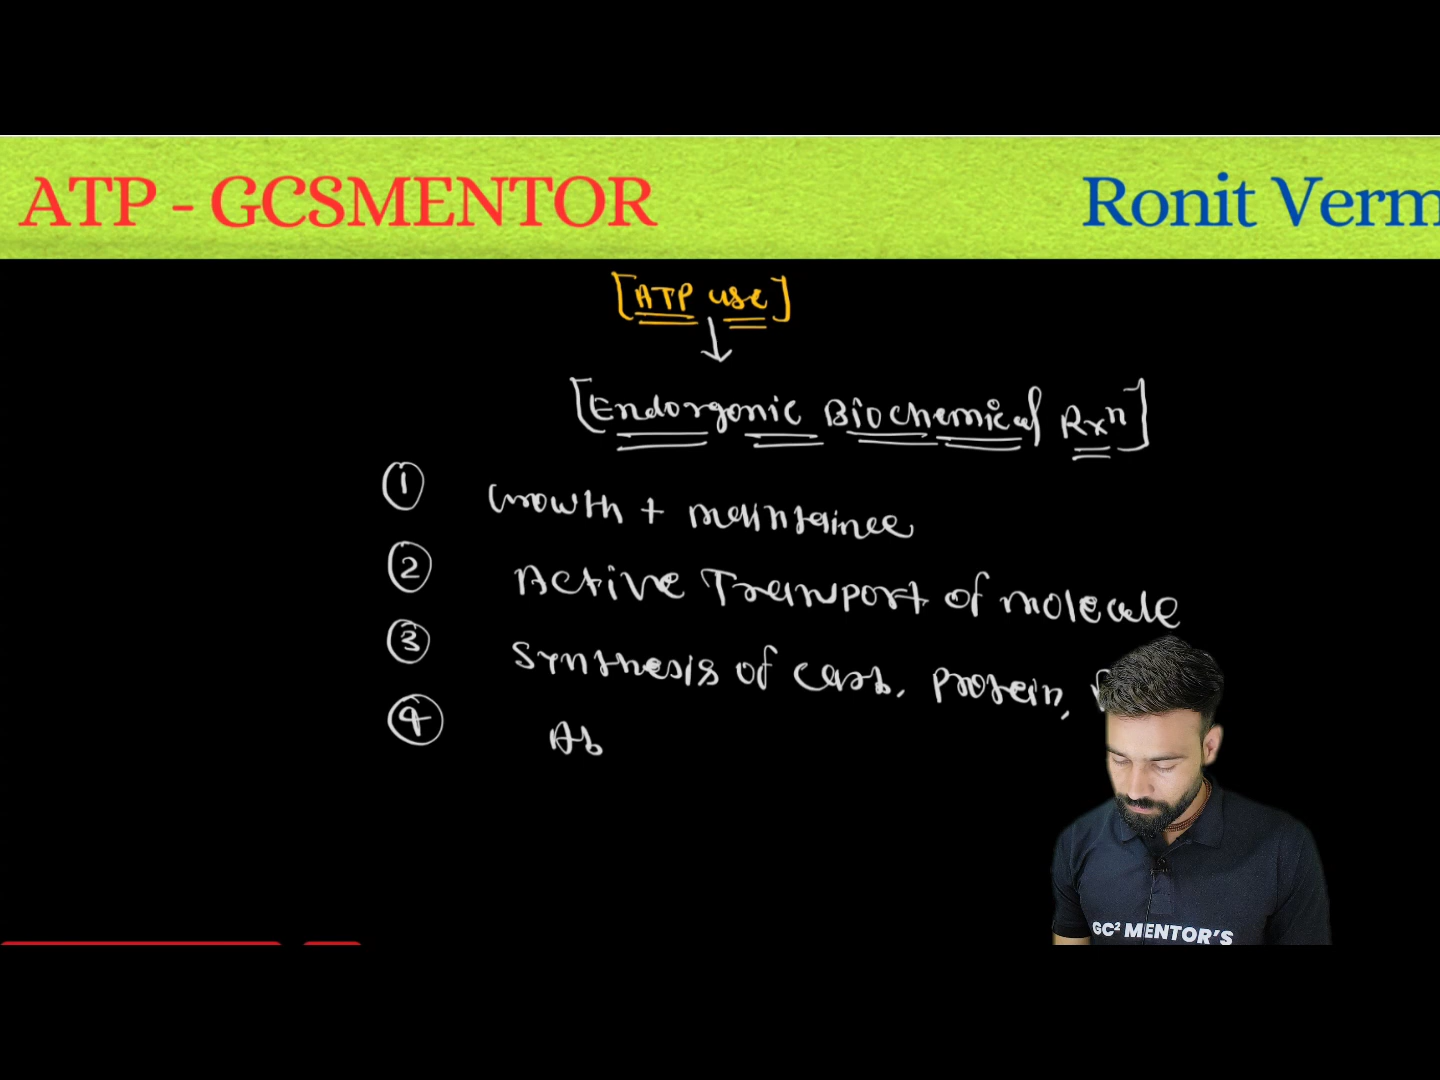 ATP - GCSMENTOR
Ronit Verm
[ATP use]
[Endorgonic Biochemical Rxn]
1 Growth + maintaince
2 Active Transport of molecule
3 Synthesis of carb, protein,
4 Ab
GC² MENTOR'S